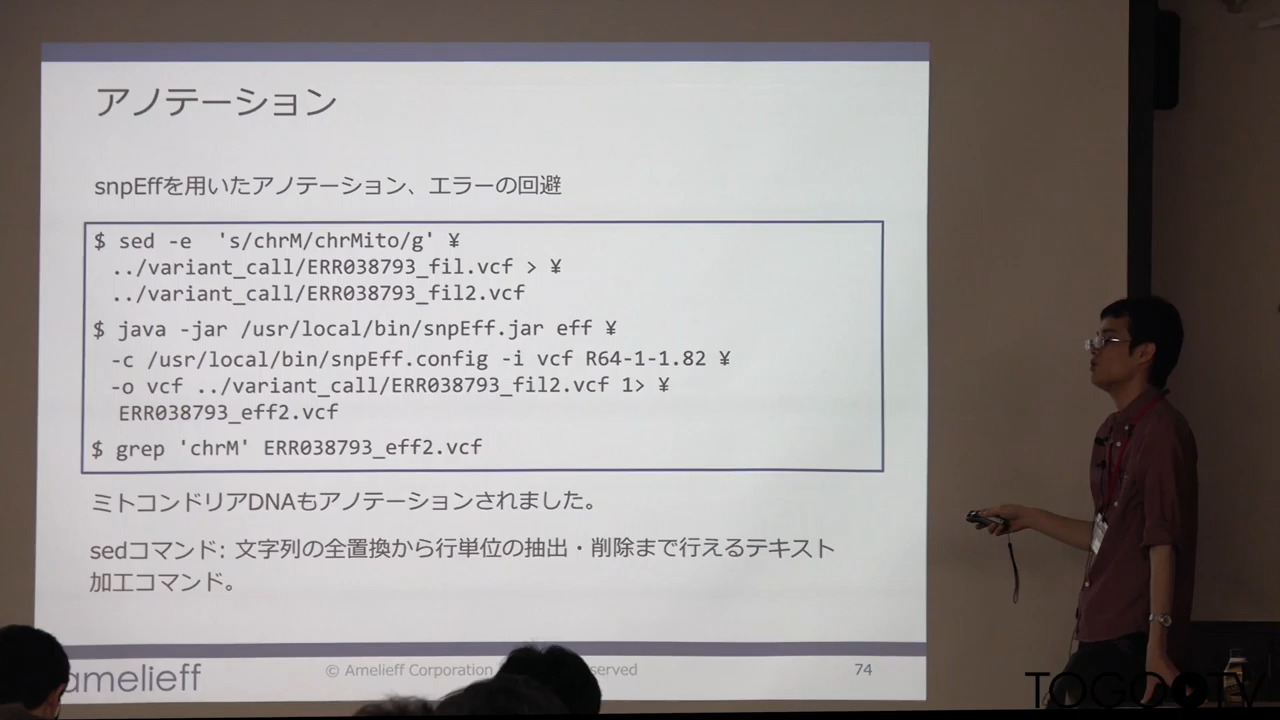 アノテーション
snpEffを用いたアノテーション、エラーの回避
$ sed -e 's/chrM/chrMito/g' ¥
../variant_call/ERR038793_fil.vcf > ¥
../variant_call/ERR038793_fil2.vcf
$ java -jar /usr/local/bin/snpEff.jar eff ¥
-c /usr/local/bin/snpEff.config -i vcf R64-1-1.82 ¥
-o vcf ../variant_call/ERR038793_fil2.vcf 1> ¥
ERR038793_eff2.vcf
$ grep 'chrM' ERR038793_eff2.vcf
ミトコンドリアDNAもアノテーションされました。
sedコマンド: 文字列の全置換から行単位の抽出・削除まで行えるテキスト
加工コマンド。
amelieff
© Amelieff Corporation
served
74
TOGOTV